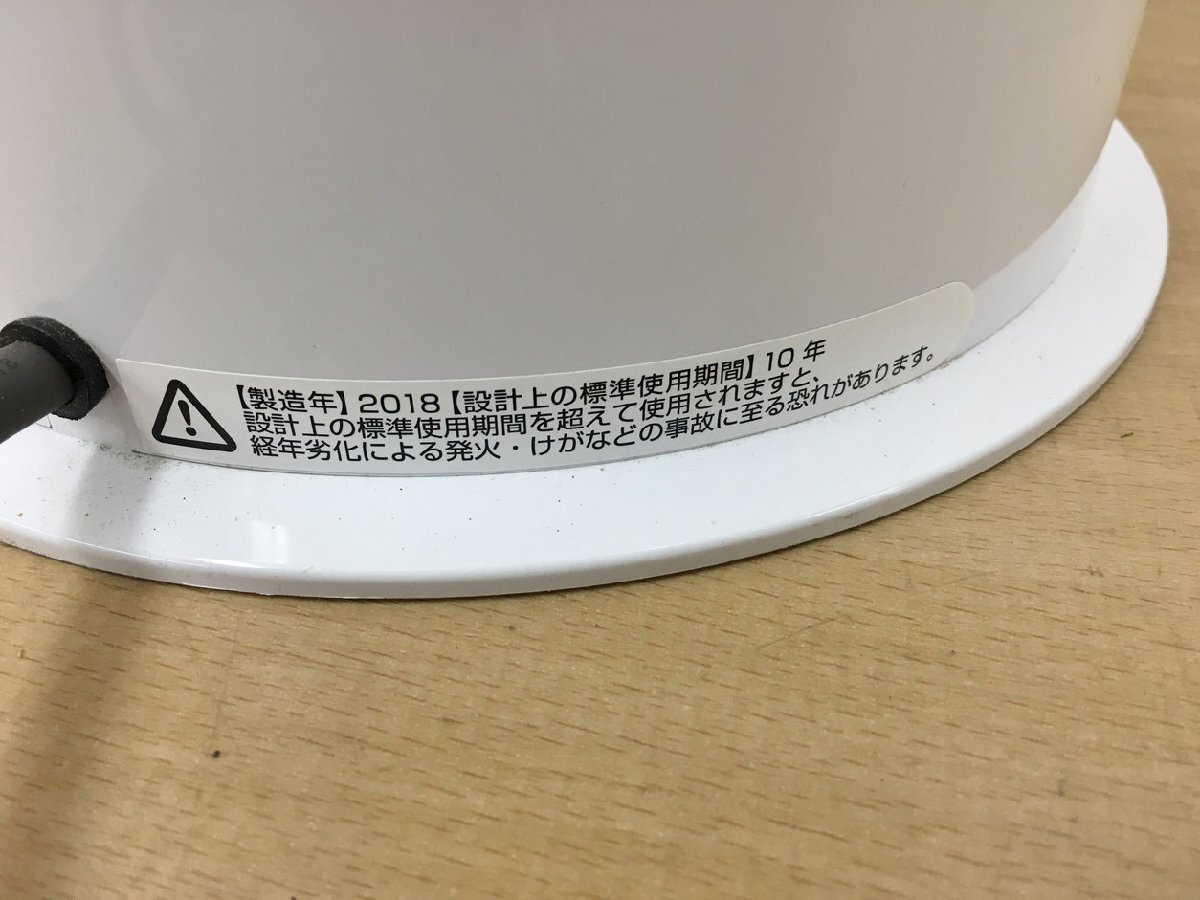 【製造年】2018【設計上の標準使用期間】10 年
設計上の標準使用期間を超えて使用されますと、
経年劣化による発火・けがなどの事故に至る恐れがあります。